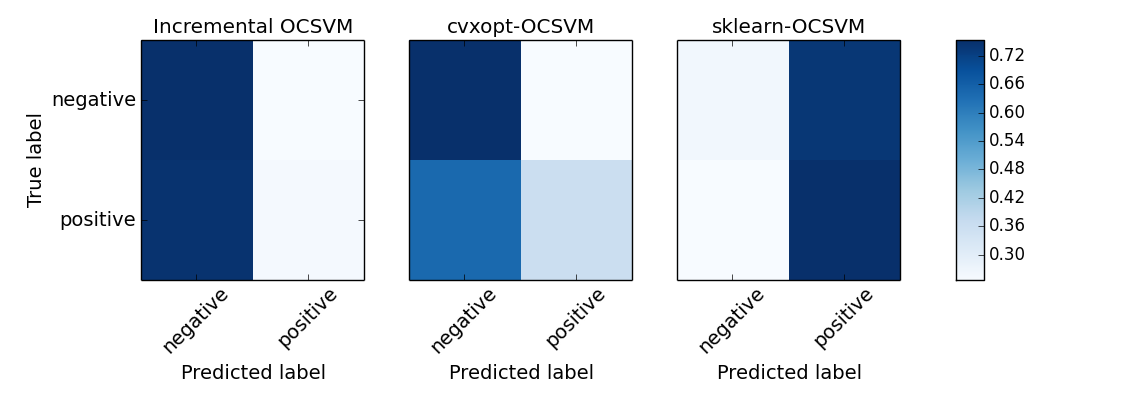 Incremental OCSVM
cvxopt-OCSVM
sklearn-OCSVM
True label
negative
positive
negative
positive
negative
positive
negative
positive
Predicted label
Predicted label
Predicted label
0.72
0.66
0.60
0.54
0.48
0.42
0.36
0.30